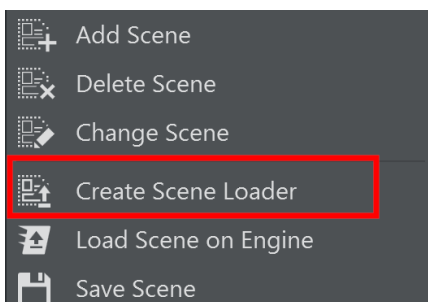 Add Scene
Delete Scene
Change Scene
Create Scene Loader
Load Scene on Engine
Save Scene